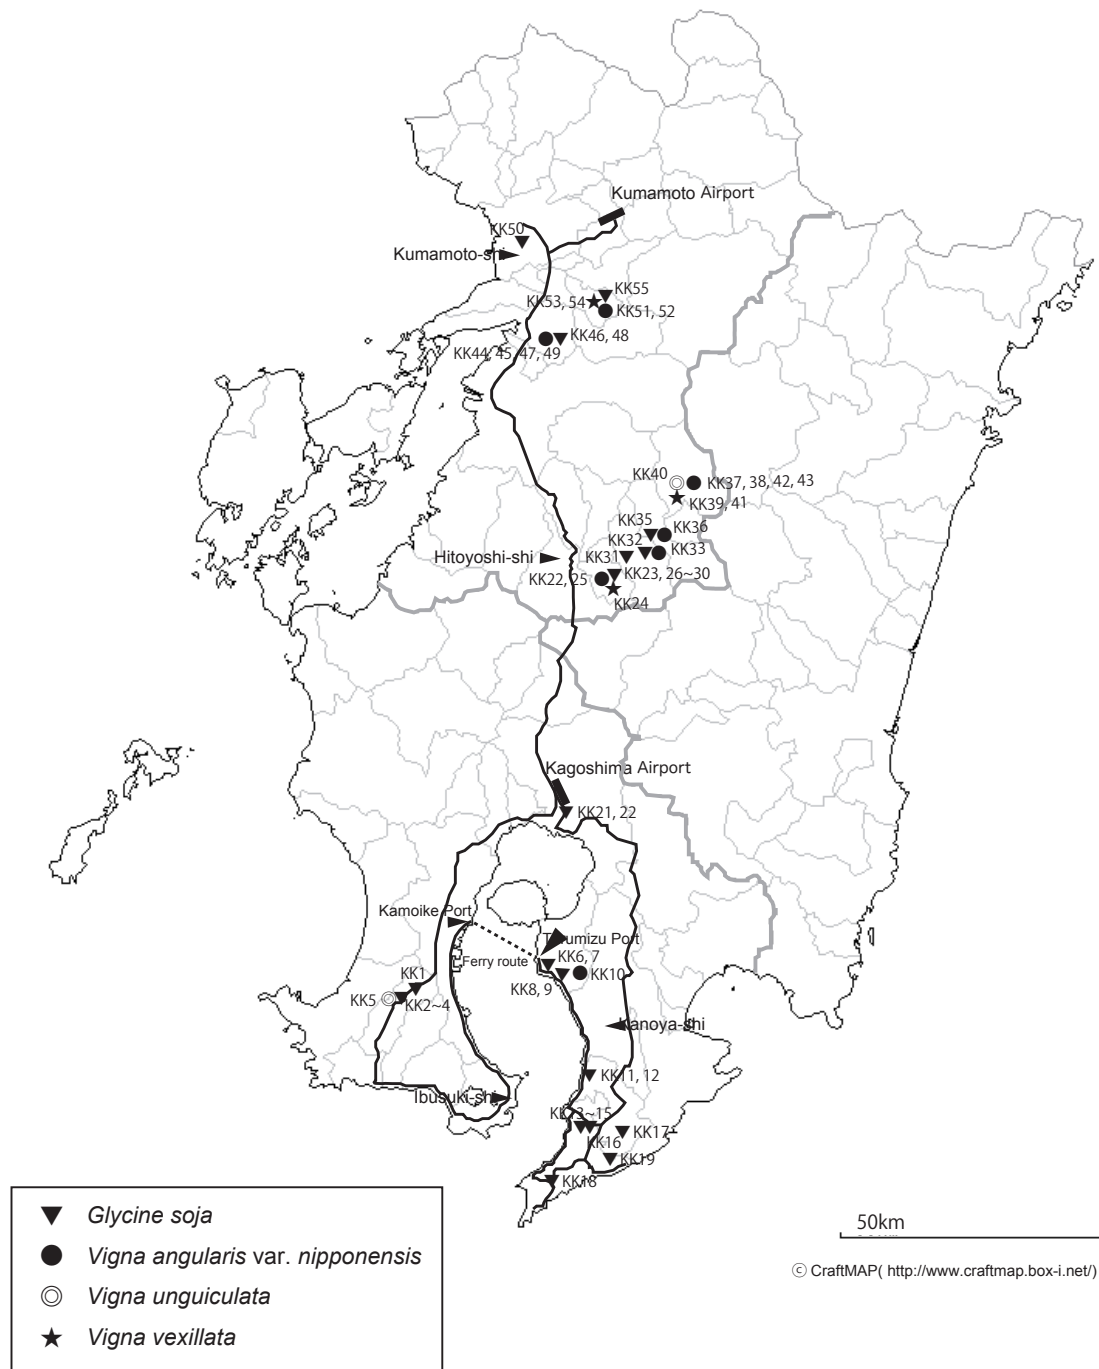 Kumamoto Airport
KK50
Kumamoto-shi
KK55
KK53, 54
KK51, 52
KK46, 48
KK44, 45, 47, 49
KK40
KK37, 38, 42, 43
KK39, 41
KK35
KK36
KK32
KK33
Hitoyoshi-shi
KK31
KK23, 26~30
KK22, 25
KK24
Kagoshima Airport
KK21, 22
Kamoike Port
Tarumizu Port
Ferry route
KK6, 7
KK10
KK8, 9
KK1
KK5
KK2~4
Kanoya-shi
KK11, 12
Ibusuki-shi
KK13~15
KK17
KK16
KK19
KK18
Glycine soja
Vigna angularis var. nipponensis
Vigna unguiculata
Vigna vexillata
50km
ⓒ CraftMAP( http://www.craftmap.box-i.net/)